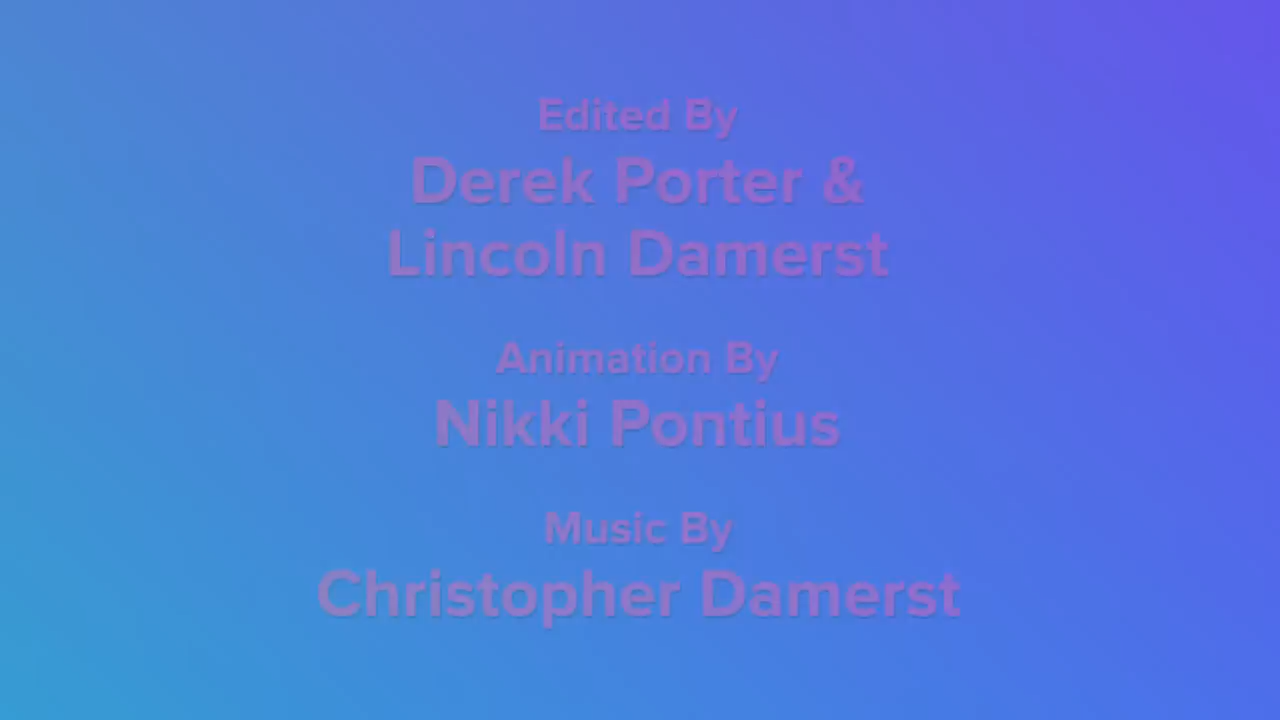 Edited By
Derek Porter &
Lincoln Damerst
Animation By
Nikki Pontius
Music By
Christopher Damerst